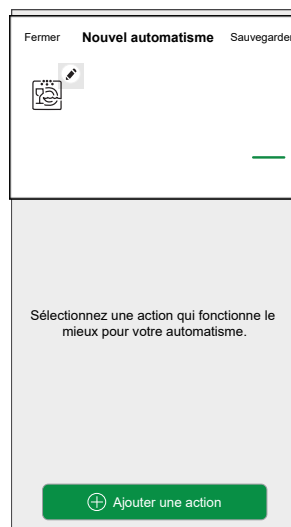 Fermer Nouvel automatisme Sauvegarder
Sélectionnez une action qui fonctionne le
mieux pour votre automatisme.
Ajouter une action